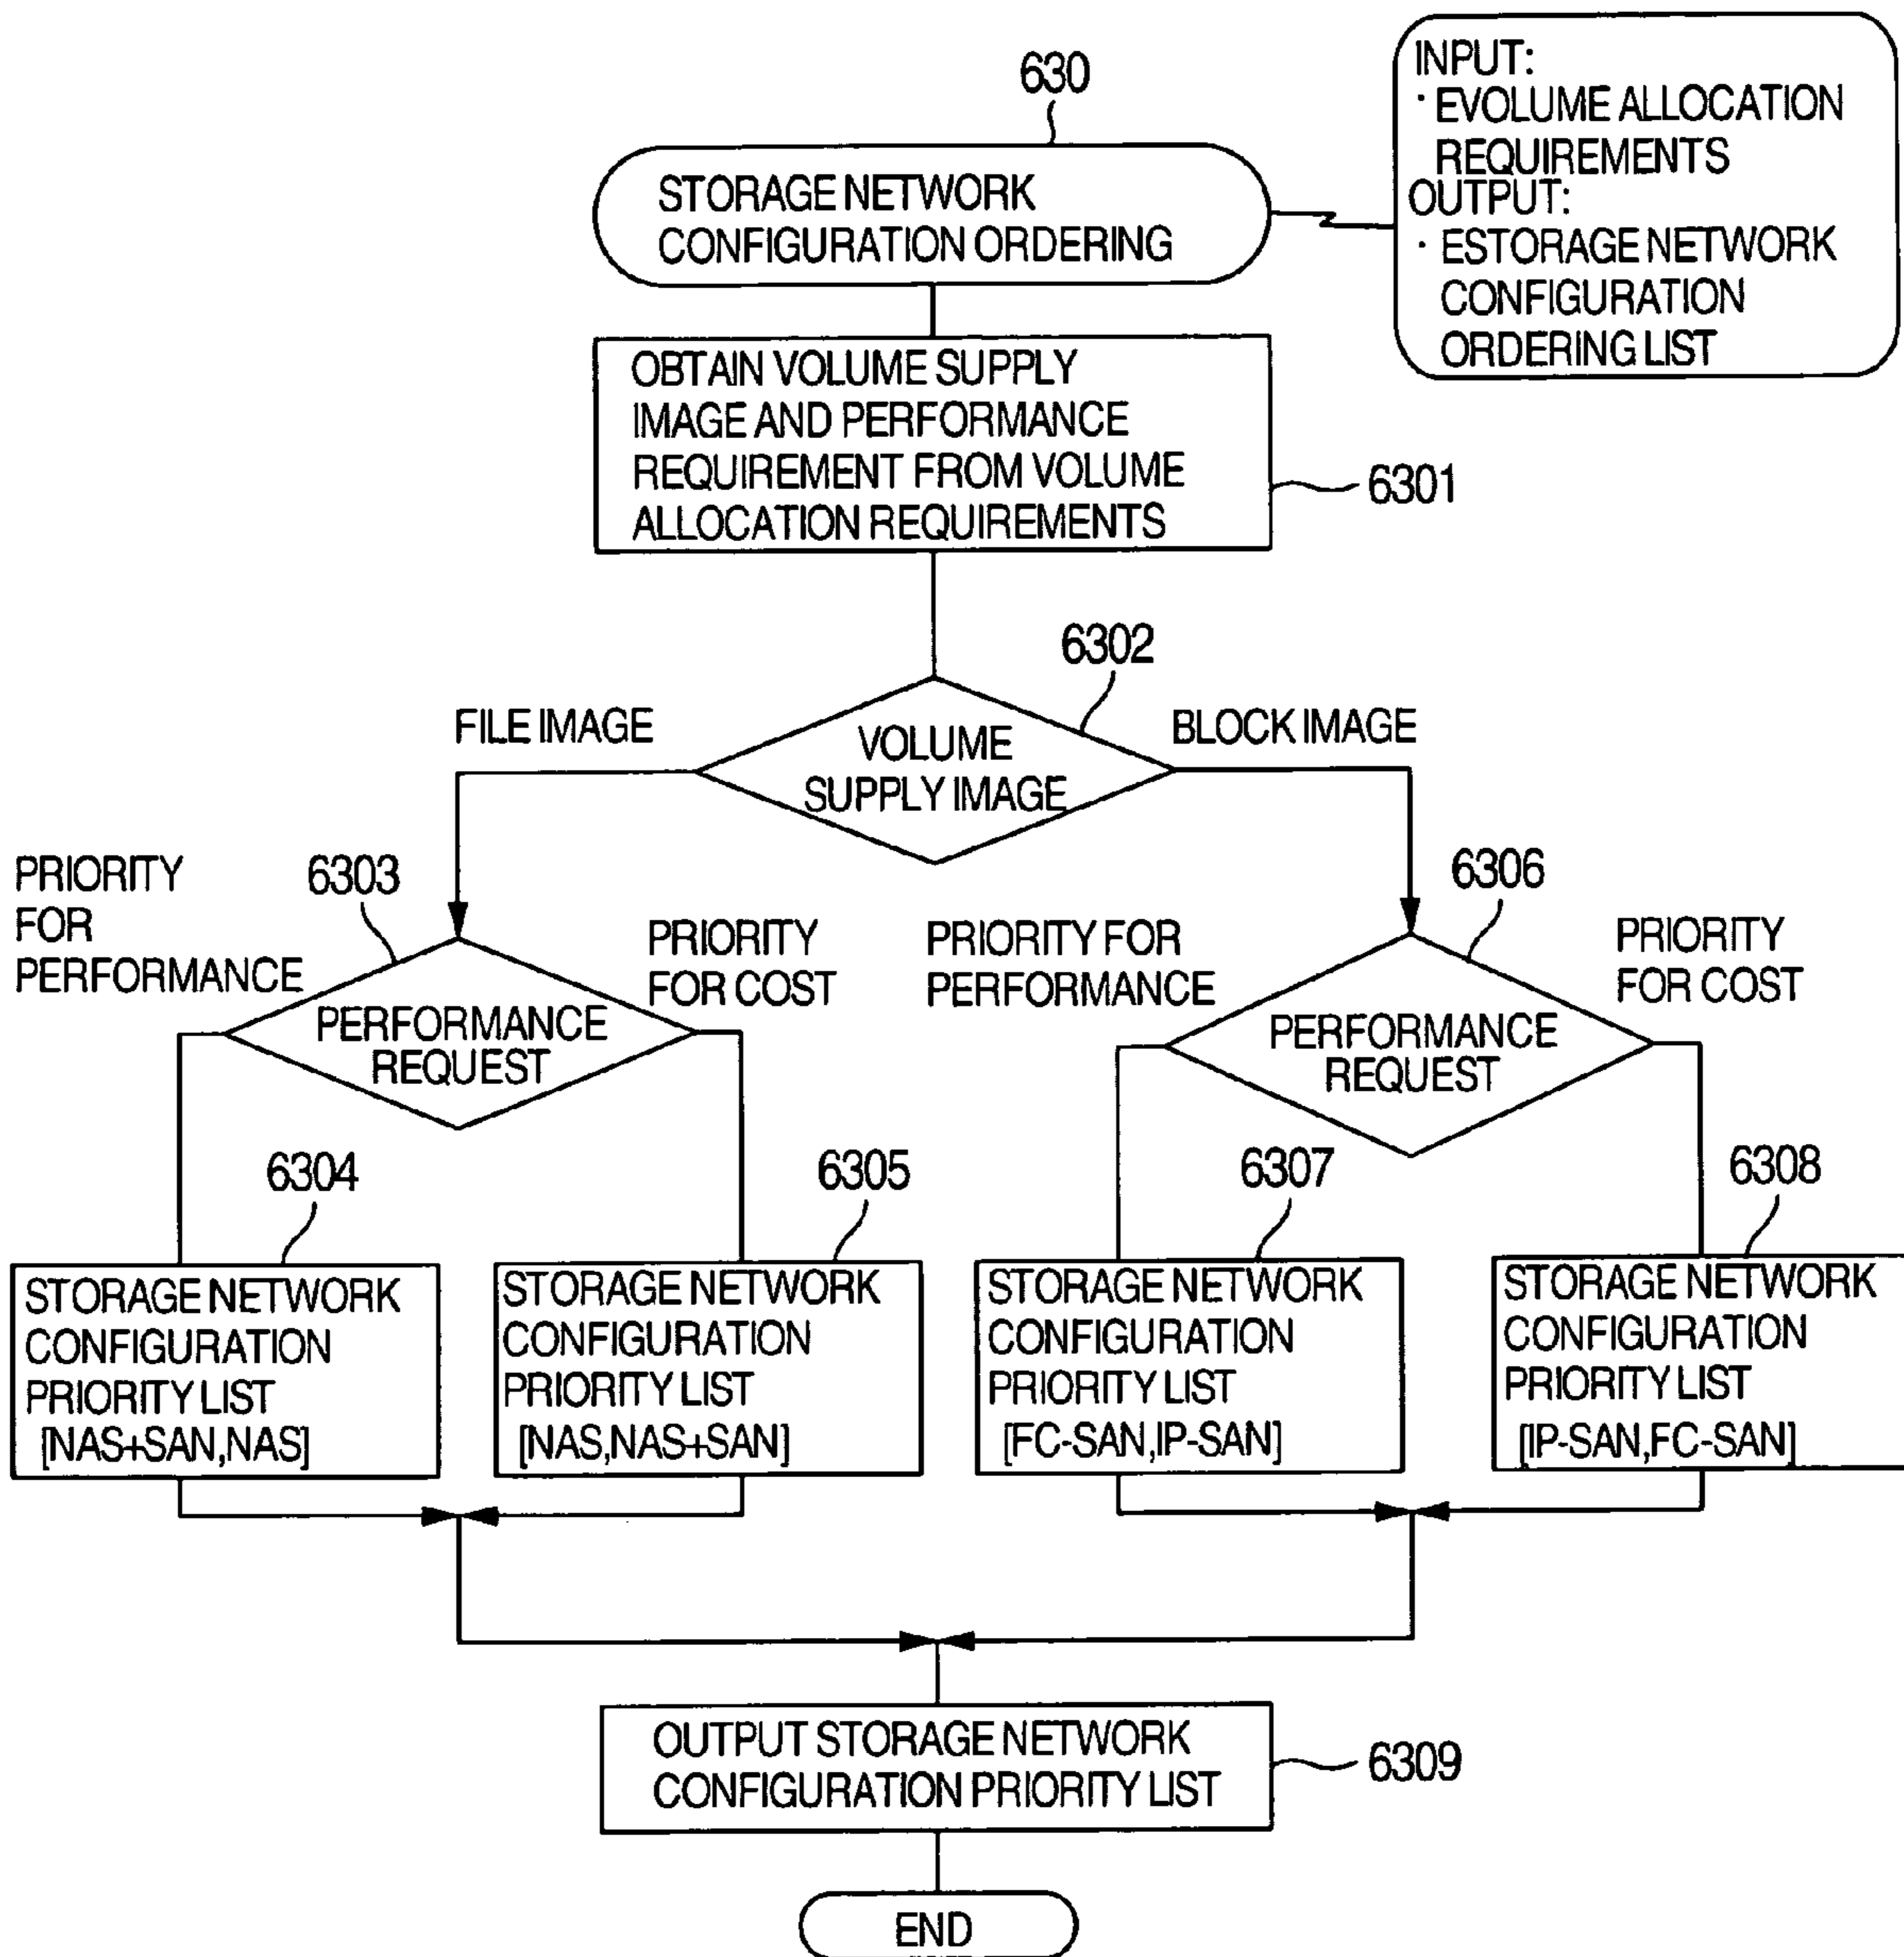 630
INPUT:
· EVOLUME ALLOCATION
REQUIREMENTS
OUTPUT:
· ESTORAGE NETWORK
CONFIGURATION
ORDERING LIST
STORAGE NETWORK
CONFIGURATION ORDERING
OBTAIN VOLUME SUPPLY
IMAGE AND PERFORMANCE
REQUIREMENT FROM VOLUME
ALLOCATION REQUIREMENTS
6301
6302
FILE IMAGE
VOLUME
SUPPLY IMAGE
BLOCK IMAGE
PRIORITY
FOR
PERFORMANCE
6303
PERFORMANCE
REQUEST
PRIORITY
FOR COST
PRIORITY FOR
PERFORMANCE
6306
PERFORMANCE
REQUEST
PRIORITY
FOR COST
6304
STORAGE NETWORK
CONFIGURATION
PRIORITY LIST
[NAS+SAN,NAS]
6305
STORAGE NETWORK
CONFIGURATION
PRIORITY LIST
[NAS,NAS+SAN]
6307
STORAGE NETWORK
CONFIGURATION
PRIORITY LIST
[FC-SAN,IP-SAN]
6308
STORAGE NETWORK
CONFIGURATION
PRIORITY LIST
[IP-SAN,FC-SAN]
OUTPUT STORAGE NETWORK
CONFIGURATION PRIORITY LIST
6309
END